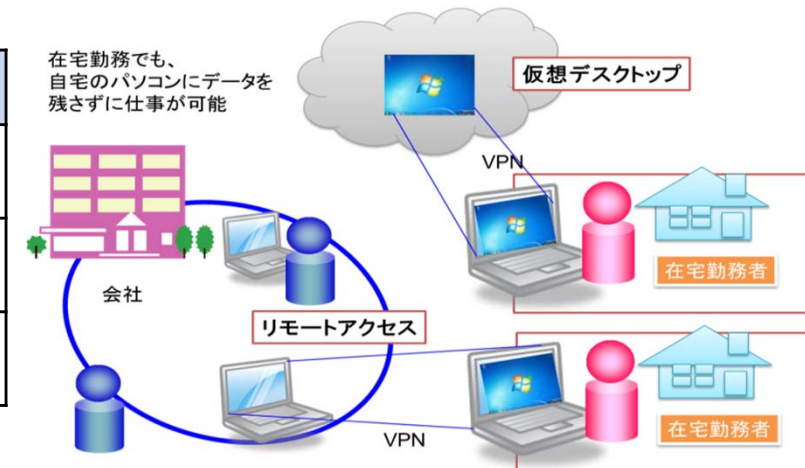 在宅勤務でも、
自宅のパソコンにデータを
残さずに仕事が可能
仮想デスクトップ
VPN
在宅勤務者
会社
リモートアクセス
VPN
在宅勤務者